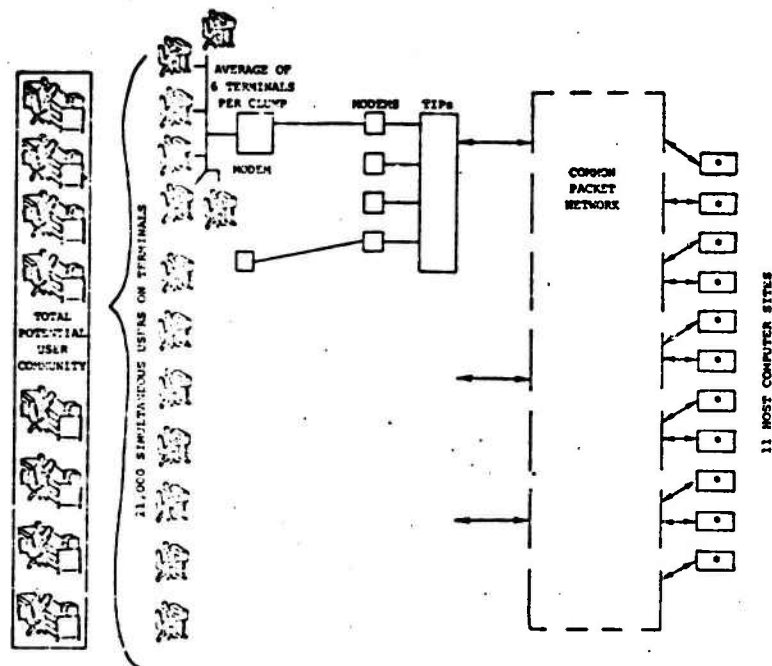 TOTAL
POTENTIAL
USER
COMMUNITY
21,000 SIMULTANEOUS USERS ON TERMINALS
AVERAGE OF
6 TERMINALS
PER CLUMP
MODEM
MODEMS
TIPs
COMMON
PACKET
NETWORK
11 HOST COMPUTER SITES